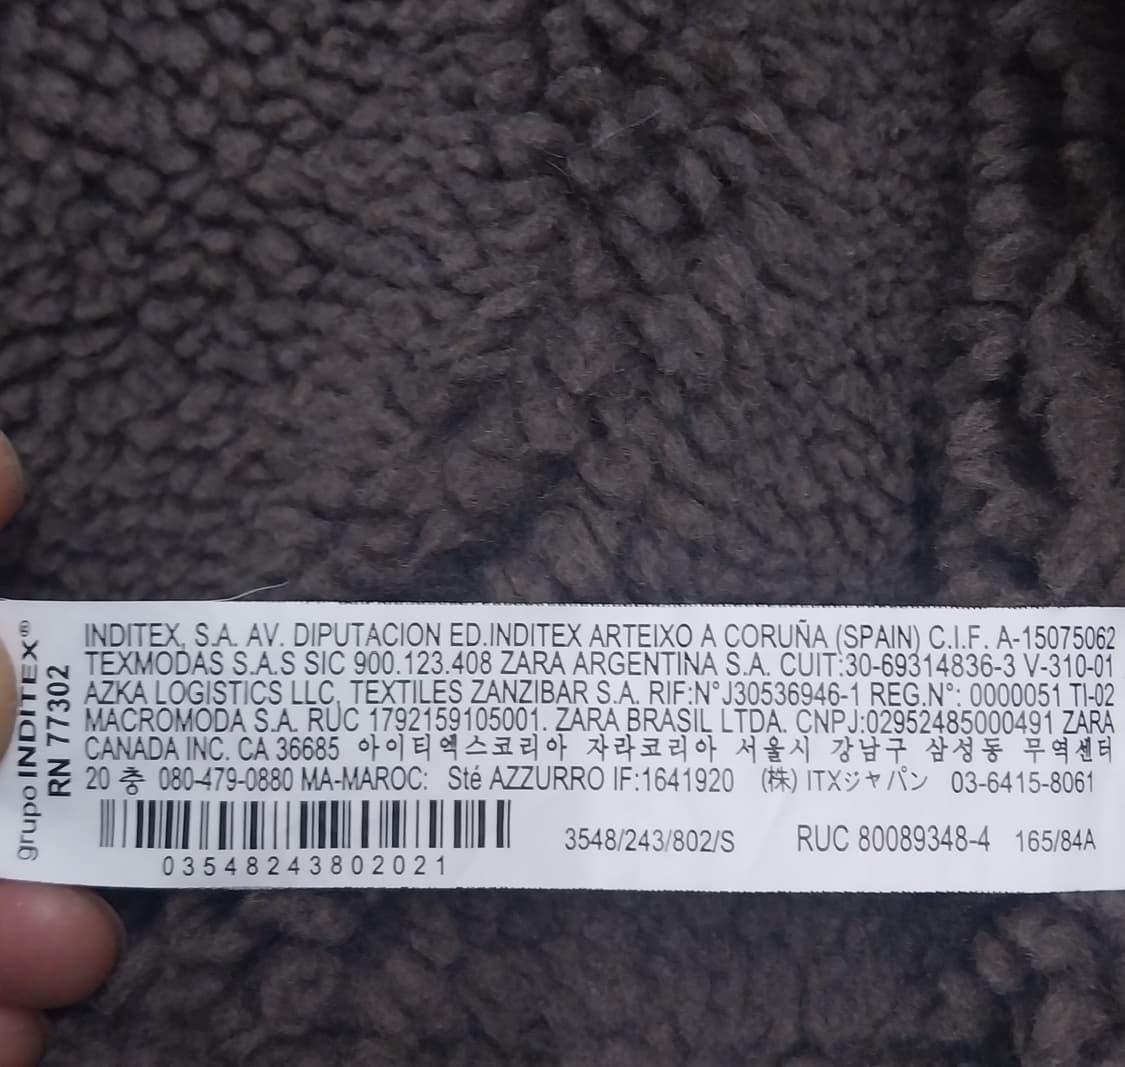 grupo INDITEX®
RN 77302
INDITEX, S.A. AV. DIPUTACION ED.INDITEX ARTEIXO A CORUÑA (SPAIN) C.I.F. A-15075062
TEXMODAS S.A.S SIC 900.123.408 ZARA ARGENTINA S.A. CUIT:30-69314836-3 V-310-01
AZKA LOGISTICS LLC, TEXTILES ZANZIBAR S.A. RIF:N°J30536946-1 REG.N°: 0000051 TI-02
MACROMODA S.A. RUC 1792159105001. ZARA BRASIL LTDA. CNPJ:02952485000491 ZARA
CANADA INC. CA 36685 아이티엑스코리아 자라코리아 서울시 강남구 삼성동 무역센터
20 층 080-479-0880 MA-MAROC: Sté AZZURRO IF:1641920 (株) ITXジャパン 03-6415-8061
3548/243/802/S RUC 80089348-4 165/84A
03548243802021